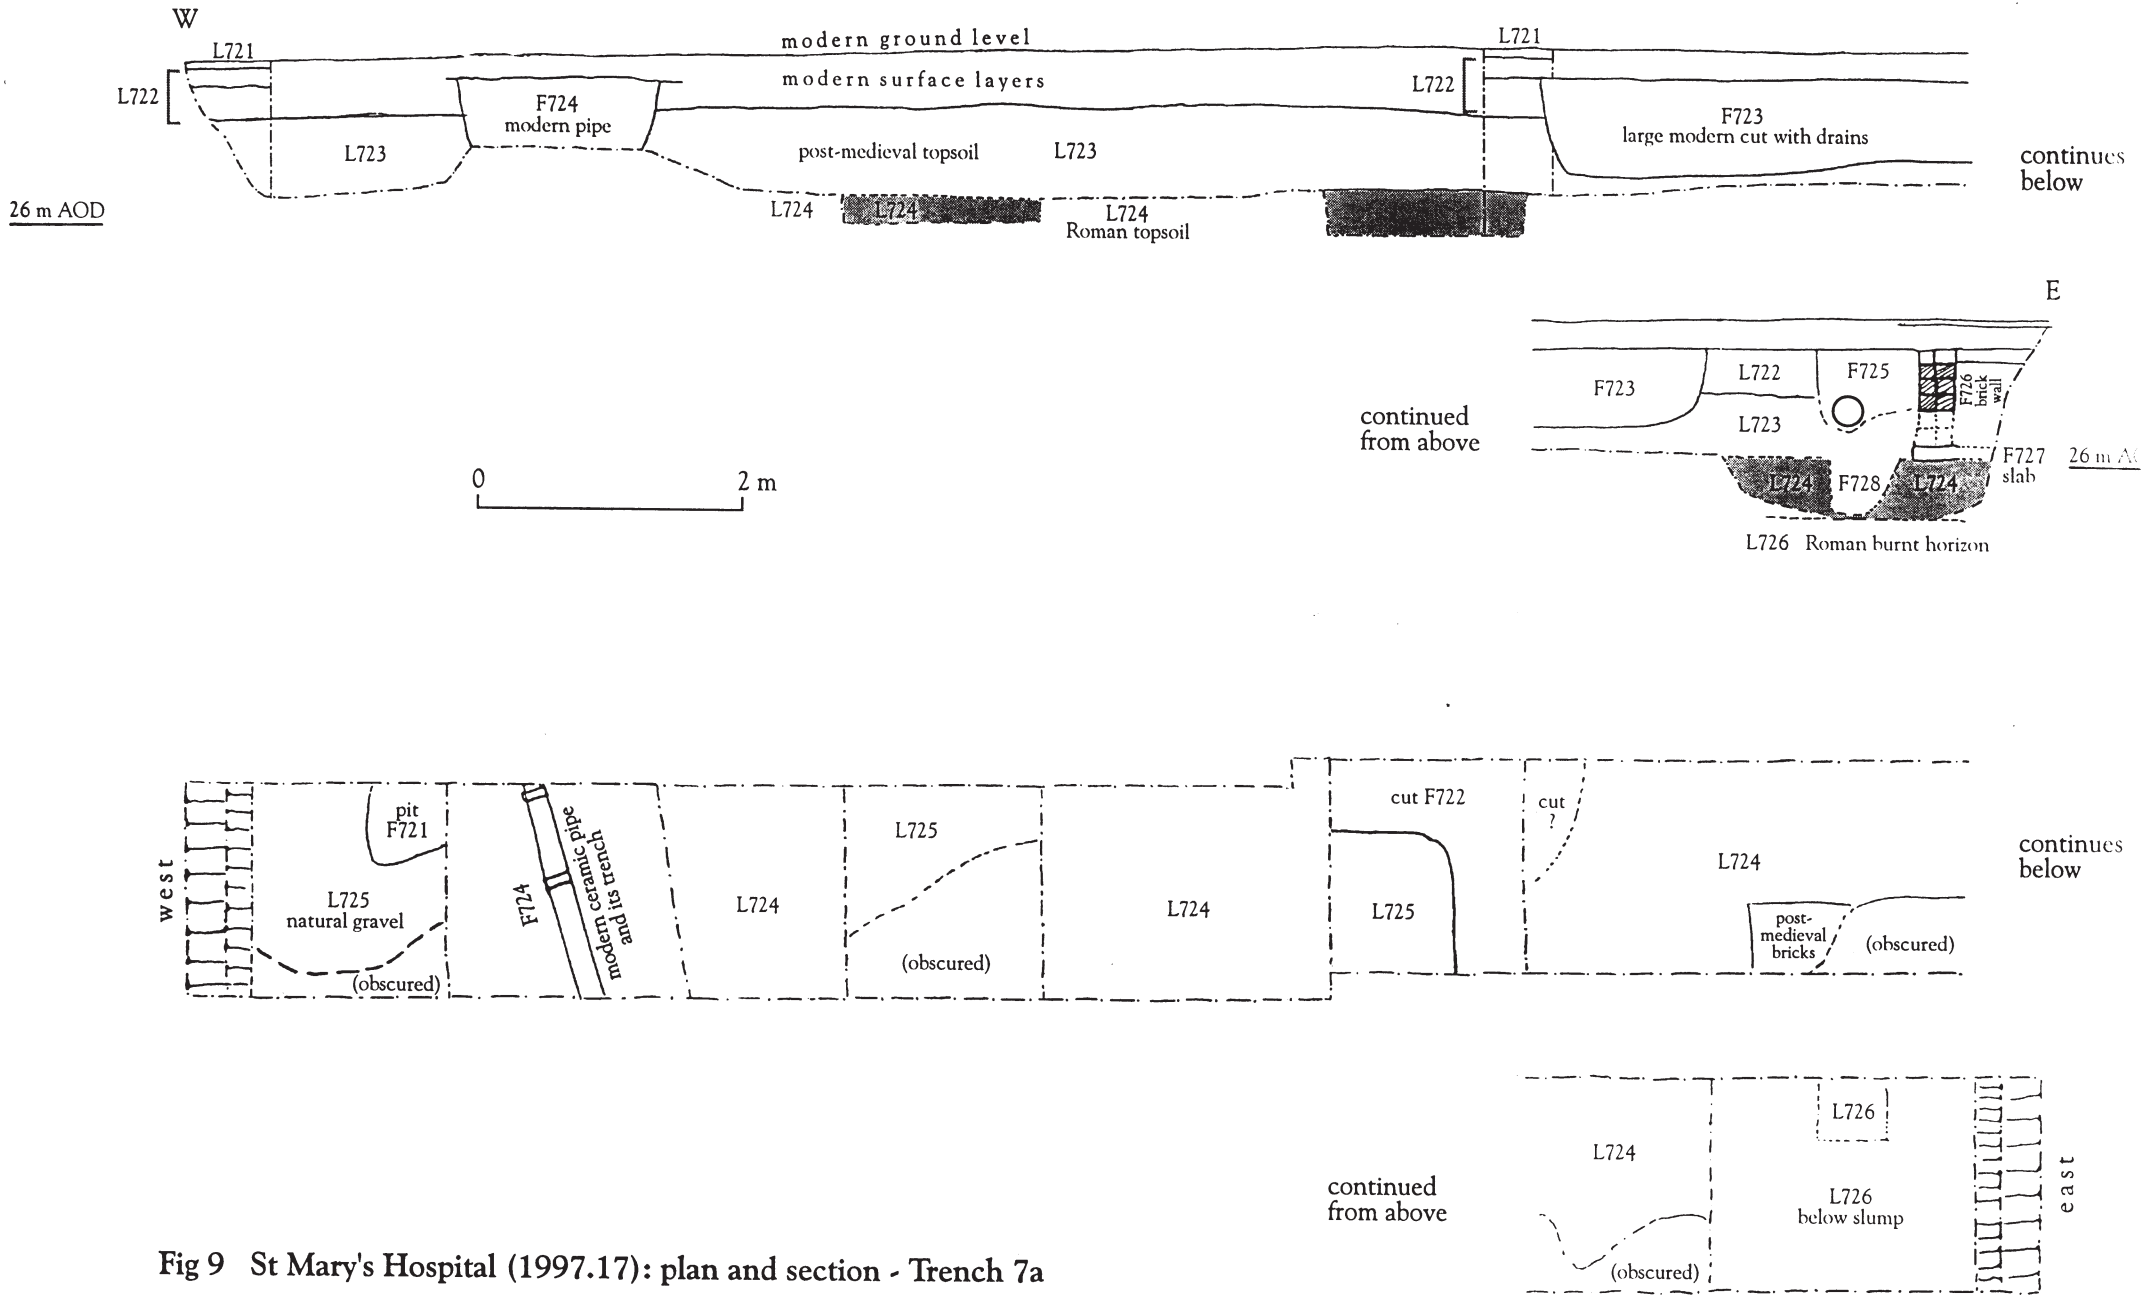 W
L721
modern ground level
L721
L722
modern surface layers
L722
F724
modern pipe
F723
large modern cut with drains
L723
post-medieval topsoil
L723
continues
below
26 m AOD
L724
L724
L724
Roman topsoil
E
F723
L722
F725
F726
brick
wall
continued
from above
L723
F727
slab
26 m A
0
2 m
L724
F728
L724
L726 Roman burnt horizon
west
pit
F721
L725
natural gravel
(obscured)
F724
modern ceramic pipe
and its trench
L724
L725
(obscured)
L724
cut F722
L725
cut
?
L724
post-
medieval
bricks
(obscured)
continues
below
continued
from above
L724
(obscured)
L726
L726
below slump
east
Fig 9 St Mary's Hospital (1997.17): plan and section - Trench 7a